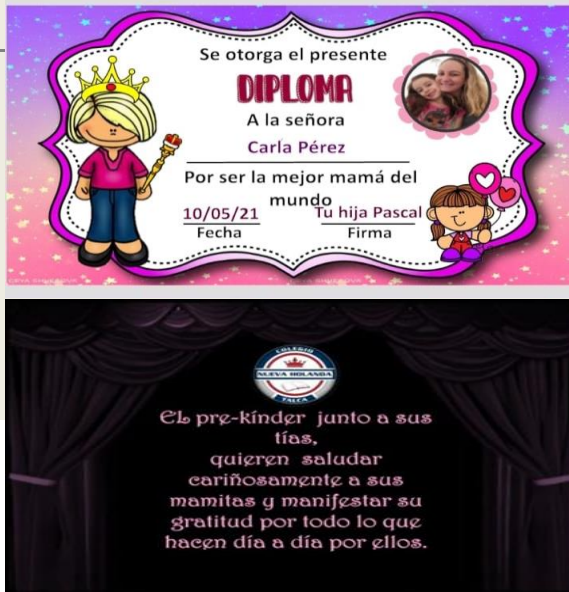 Se otorga el presente
DIPLOMA
A la señora
Carla Pérez
Por ser la mejor mamá del
mundo
10/05/21 Tu hija Pascal
Fecha Firma
COLEGIO
NUEVA HOLANDA
TALCA
EL pre-kínder junto a sus
tías,
quieren saludar
cariñosamente a sus
mamitas y manifestar su
gratitud por todo lo que
hacen día a día por ellos.